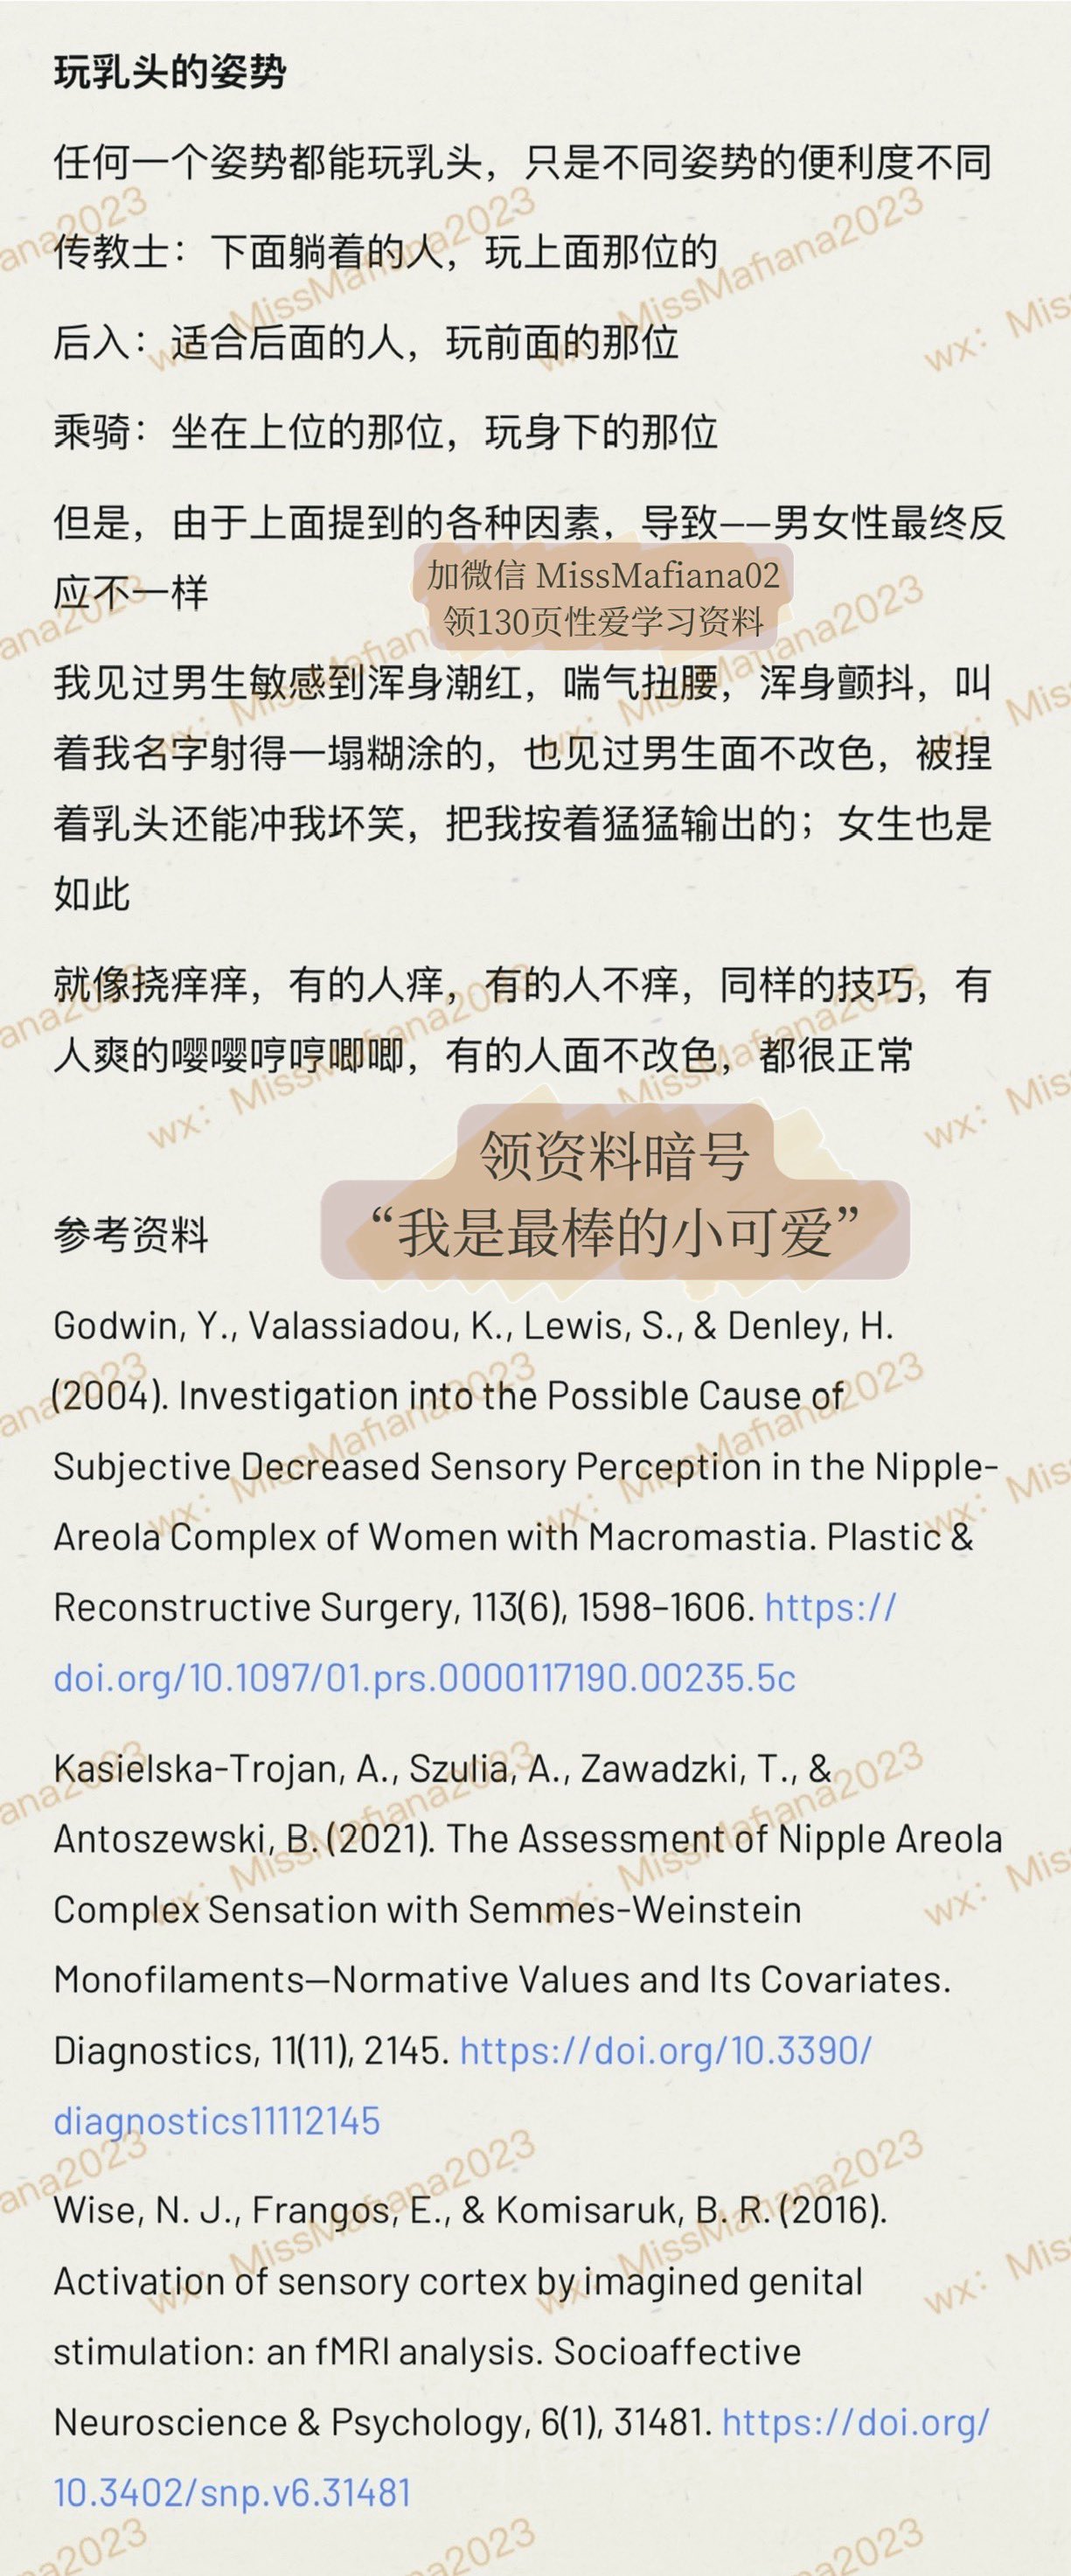 玩乳头的姿势
任何一个姿势都能玩乳头，只是不同姿势的便利度不同
传教士：下面躺着的人，玩上面那位的
后入：适合后面的人，玩前面的那位
乘骑：坐在上位的那位，玩身下的那位
但是，由于上面提到的各种因素，导致——男女性最终反
应不一样
加微信 MissMafiana02
领130页性爱学习资料
我见过男生敏感到浑身潮红，喘气扭腰，浑身颤抖，叫
着我名字射得一塌糊涂的，也见过男生面不改色，被捏
着乳头还能冲我坏笑，把我按着猛猛输出的；女生也是
如此
就像挠痒痒，有的人痒，有的人不痒，同样的技巧，有
人爽的嘤嘤哼哼唧唧，有的人面不改色，都很正常
领资料暗号
“我是最棒的小可爱”
参考资料
Godwin, Y., Valassiadou, K., Lewis, S., & Denley, H.
(2004). Investigation into the Possible Cause of
Subjective Decreased Sensory Perception in the Nipple-
Areola Complex of Women with Macromastia. Plastic &
Reconstructive Surgery, 113(6), 1598–1606. https://
doi.org/10.1097/01.prs.0000117190.00235.5c
Kasielska-Trojan, A., Szulia, A., Zawadzki, T., &
Antoszewski, B. (2021). The Assessment of Nipple Areola
Complex Sensation with Semmes-Weinstein
Monofilaments—Normative Values and Its Covariates.
Diagnostics, 11(11), 2145. https://doi.org/10.3390/
diagnostics11112145
Wise, N. J., Frangos, E., & Komisaruk, B. R. (2016).
Activation of sensory cortex by imagined genital
stimulation: an fMRI analysis. Socioaffective
Neuroscience & Psychology, 6(1), 31481. https://doi.org/
10.3402/snp.v6.31481
wx: MissMafiana2023